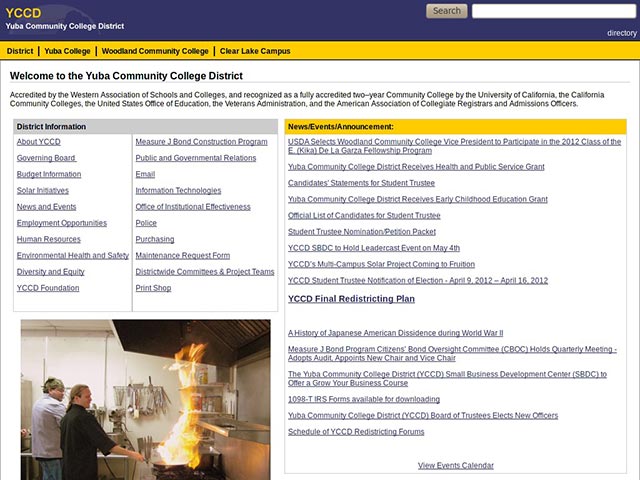 YCCD
Yuba Community College District
Search
directory
District | Yuba College | Woodland Community College | Clear Lake Campus
Welcome to the Yuba Community College District
Accredited by the Western Association of Schools and Colleges, and recognized as a fully accredited two–year Community College by the University of California, the California
Community Colleges, the United States Office of Education, the Veterans Administration, and the American Association of Collegiate Registrars and Admissions Officers.
District Information
About YCCD
Governing Board
Budget Information
Solar Initiatives
News and Events
Employment Opportunities
Human Resources
Environmental Health and Safety
Diversity and Equity
YCCD Foundation
Measure J Bond Construction Program
Public and Governmental Relations
Email
Information Technologies
Office of Institutional Effectiveness
Police
Purchasing
Maintenance Request Form
Districtwide Committees & Project Teams
Print Shop
News/Events/Announcement:
USDA Selects Woodland Community College Vice President to Participate in the 2012 Class of the
E. (Kika) De La Garza Fellowship Program
Yuba Community College District Receives Health and Public Service Grant
Candidates' Statements for Student Trustee
Yuba Community College District Receives Early Childhood Education Grant
Official List of Candidates for Student Trustee
Student Trustee Nomination/Petition Packet
YCCD SBDC to Hold Leadercast Event on May 4th
YCCD's Multi-Campus Solar Project Coming to Fruition
YCCD Student Trustee Notification of Election - April 9, 2012 – April 16, 2012
YCCD Final Redistricting Plan
A History of Japanese American Dissidence during World War II
Measure J Bond Program Citizens' Bond Oversight Committee (CBOC) Holds Quarterly Meeting -
Adopts Audit, Appoints New Chair and Vice Chair
The Yuba Community College District (YCCD) Small Business Development Center (SBDC) to
Offer a Grow Your Business Course
1098-T IRS Forms available for downloading
Yuba Community College District (YCCD) Board of Trustees Elects New Officers
Schedule of YCCD Redistricting Forums
View Events Calendar